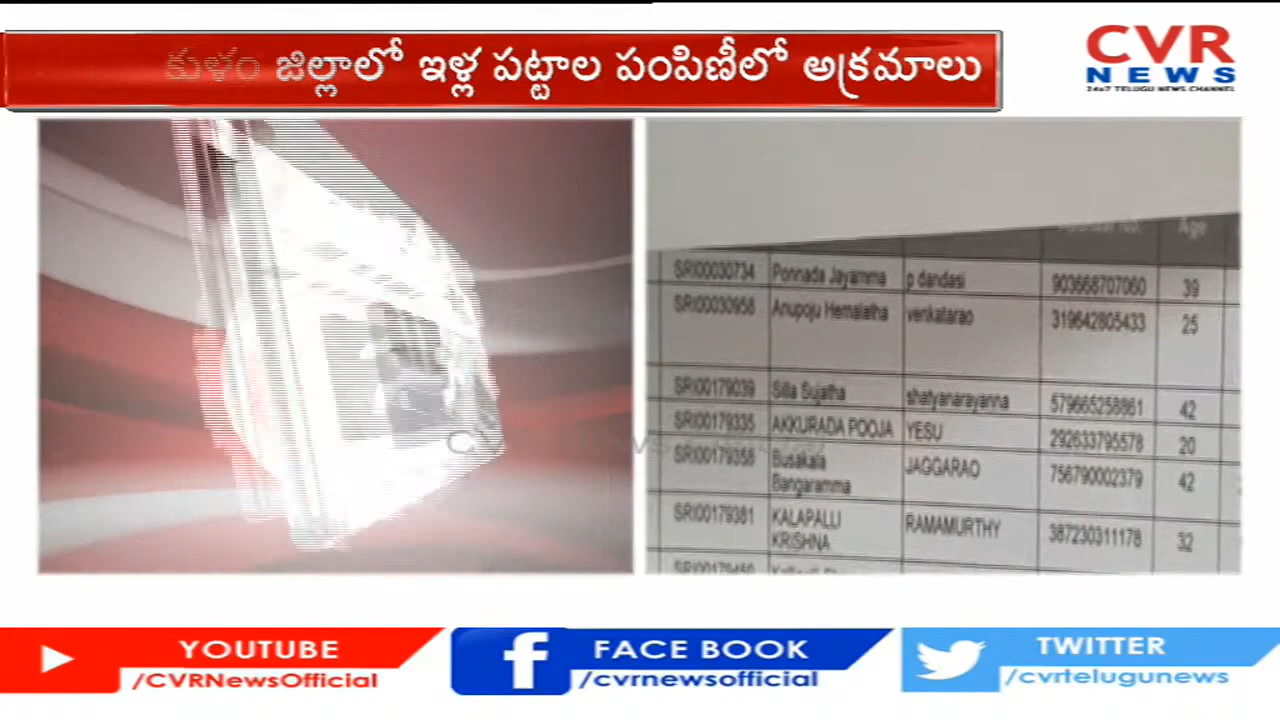 కుళం జిల్లాలో ఇళ్ల పట్టాల పంపిణీలో అక్రమాలు
CVR
NEWS
24x7 TELUGU NEWS CHANNEL
Age
SRI00030734 Ponnada Jayamma p dandasi 903668707060 39
SRI00030956 Anupoju Hemalatha venkatarao 319642805433 25
SRI00179039 Silla Sujatha shatyanarayanna 579665258861 42
SRI00179335 AKKURADA POOJA YESU 292633795578 20
SRI00179358 Busakala Bangaramma JAGGARAO 756790002379 42
SRI00179381 KALAPALLI KRISHNA RAMAMURTHY 387230311178 32
YOUTUBE
/CVRNewsOfficial
FACE BOOK
/cvrnewsofficial
TWITTER
/cvrtelugunews